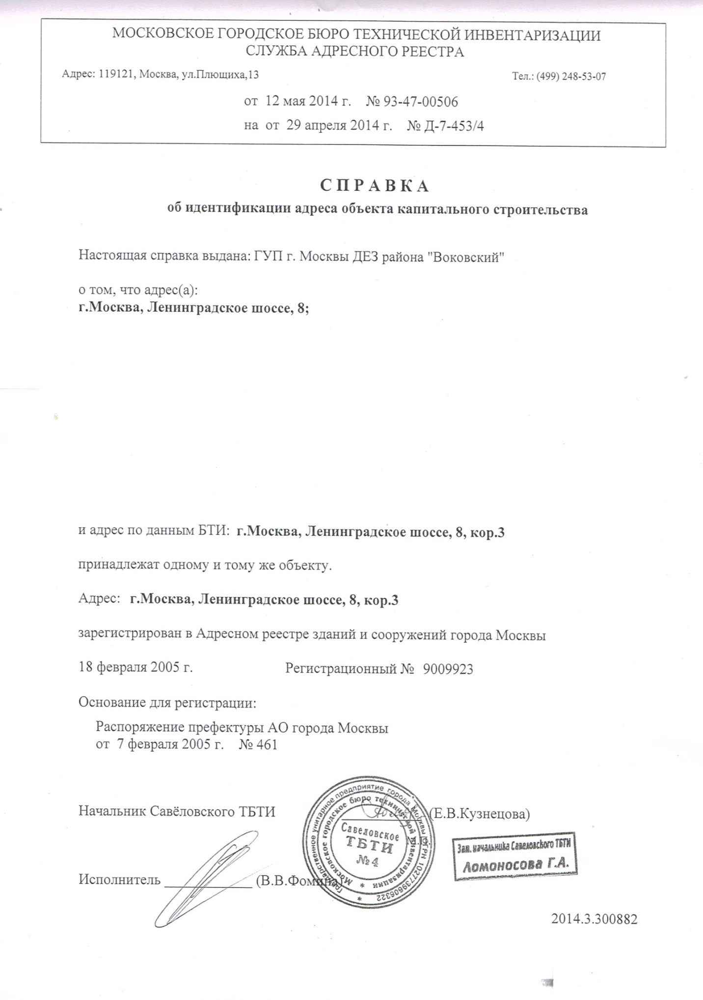 МОСКОВСКОЕ ГОРОДСКОЕ БЮРО ТЕХНИЧЕСКОЙ ИНВЕНТАРИЗАЦИИ
СЛУЖБА АДРЕСНОГО РЕЕСТРА
Адрес: 119121, Москва, ул.Плющиха,13 Тел.: (499) 248-53-07
от 12 мая 2014 г. № 93-47-00506
на от 29 апреля 2014 г. № Д-7-453/4
С П Р А В К А
об идентификации адреса объекта капитального строительства
Настоящая справка выдана: ГУП г. Москвы ДЕЗ района "Воковский"
о том, что адрес(а):
г.Москва, Ленинградское шоссе, 8;
и адрес по данным БТИ: г.Москва, Ленинградское шоссе, 8, кор.3
принадлежат одному и тому же объекту.
Адрес: г.Москва, Ленинградское шоссе, 8, кор.3
зарегистрирован в Адресном реестре зданий и сооружений города Москвы
18 февраля 2005 г. Регистрационный № 9009923
Основание для регистрации:
Распоряжение префектуры АО города Москвы
от 7 февраля 2005 г. № 461
Начальник Савёловского ТБТИ (Е.В.Кузнецова)
М.П.
Государственное унитарное предприятие города Москвы ОГРН 1027739606322 *
Московское городское бюро технической инвентаризации *
Савеловское
ТБТИ
№4
Зам. начальника Савеловского ТБТИ
Ломоносова Г.А.
Исполнитель (В.В.Фомина)
2014.3.300882